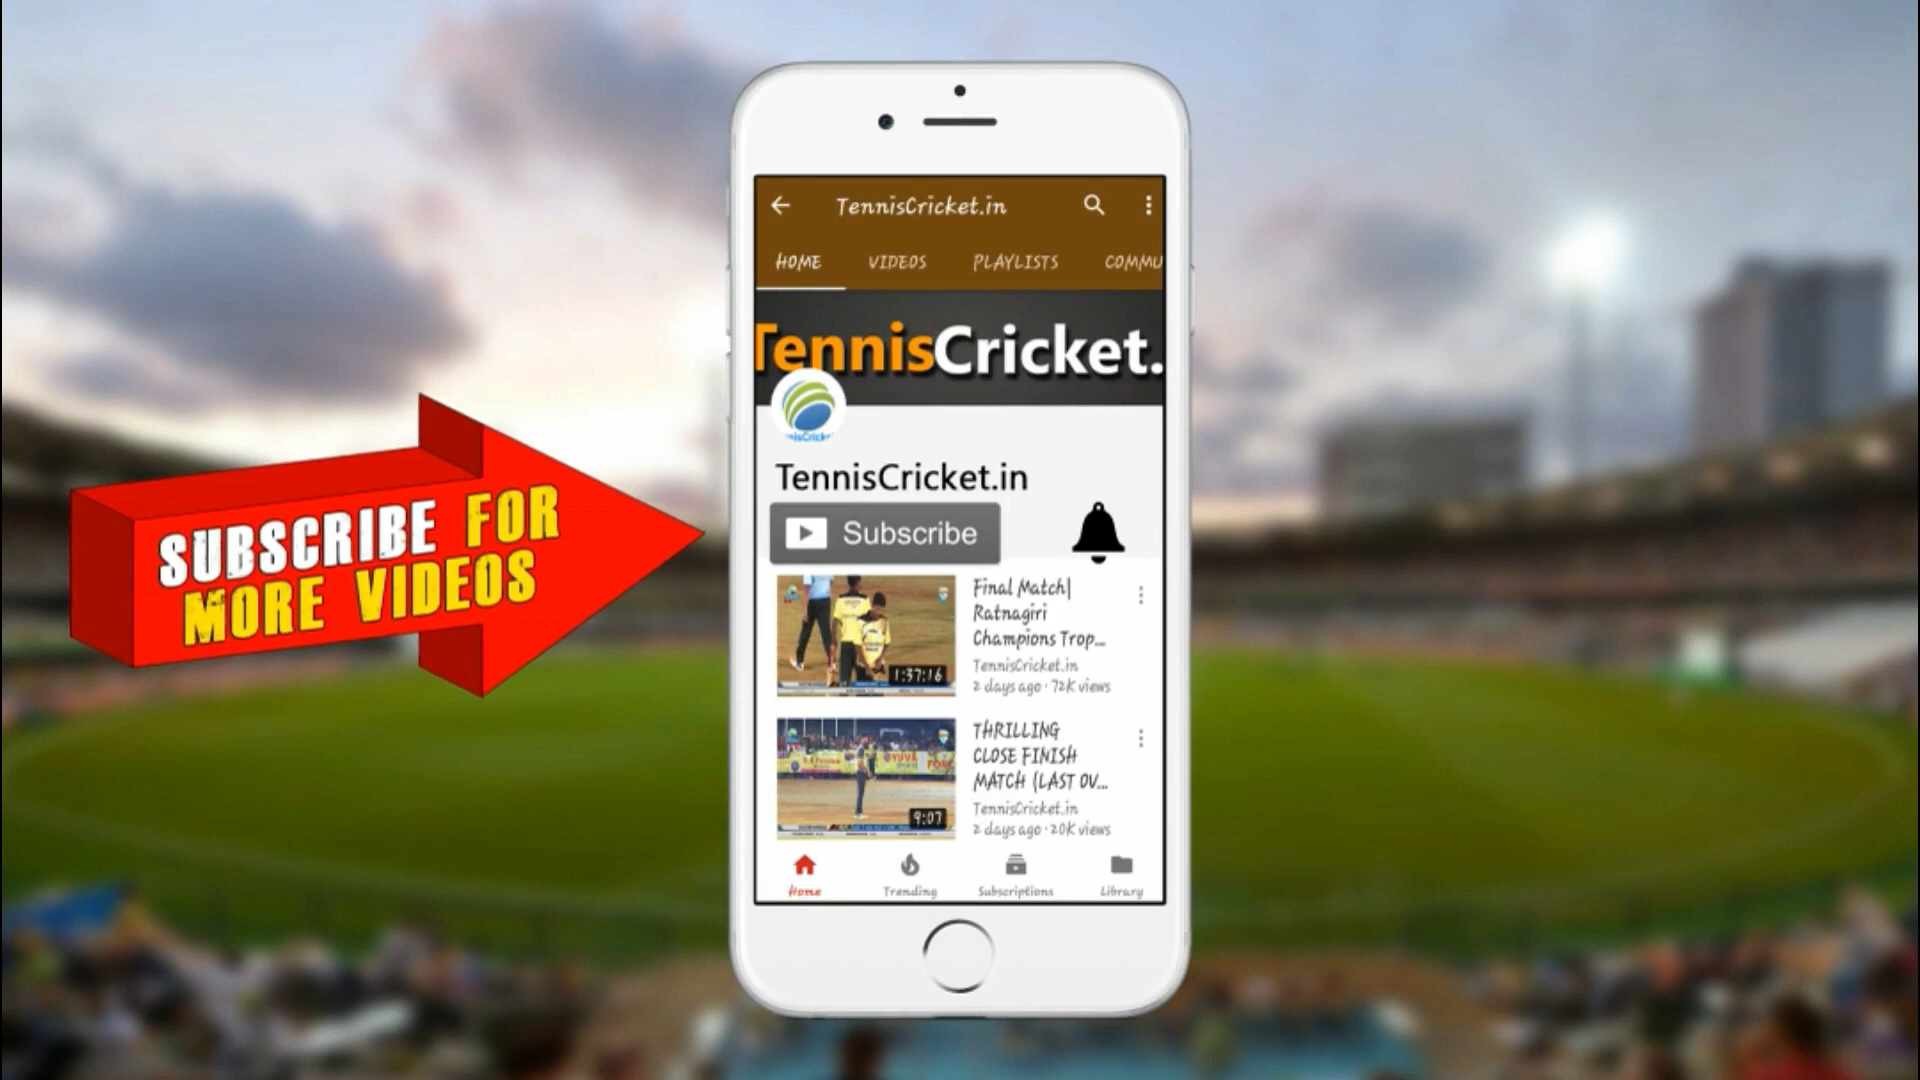 TennisCricket.in
HOME VIDEOS PLAYLISTS COMMU
TennisCricket.
TennisCricket.in
Subscribe
SUBSCRIBE FOR
MORE VIDEOS
Final Match|
Ratnagiri
Champions Trop...
TennisCricket.in
2 days ago · 72K views
1:37:16
THRILLING
CLOSE FINISH
MATCH (LAST OV...
TennisCricket.in
2 days ago · 20K views
9:07
Home Trending Subscriptions Library